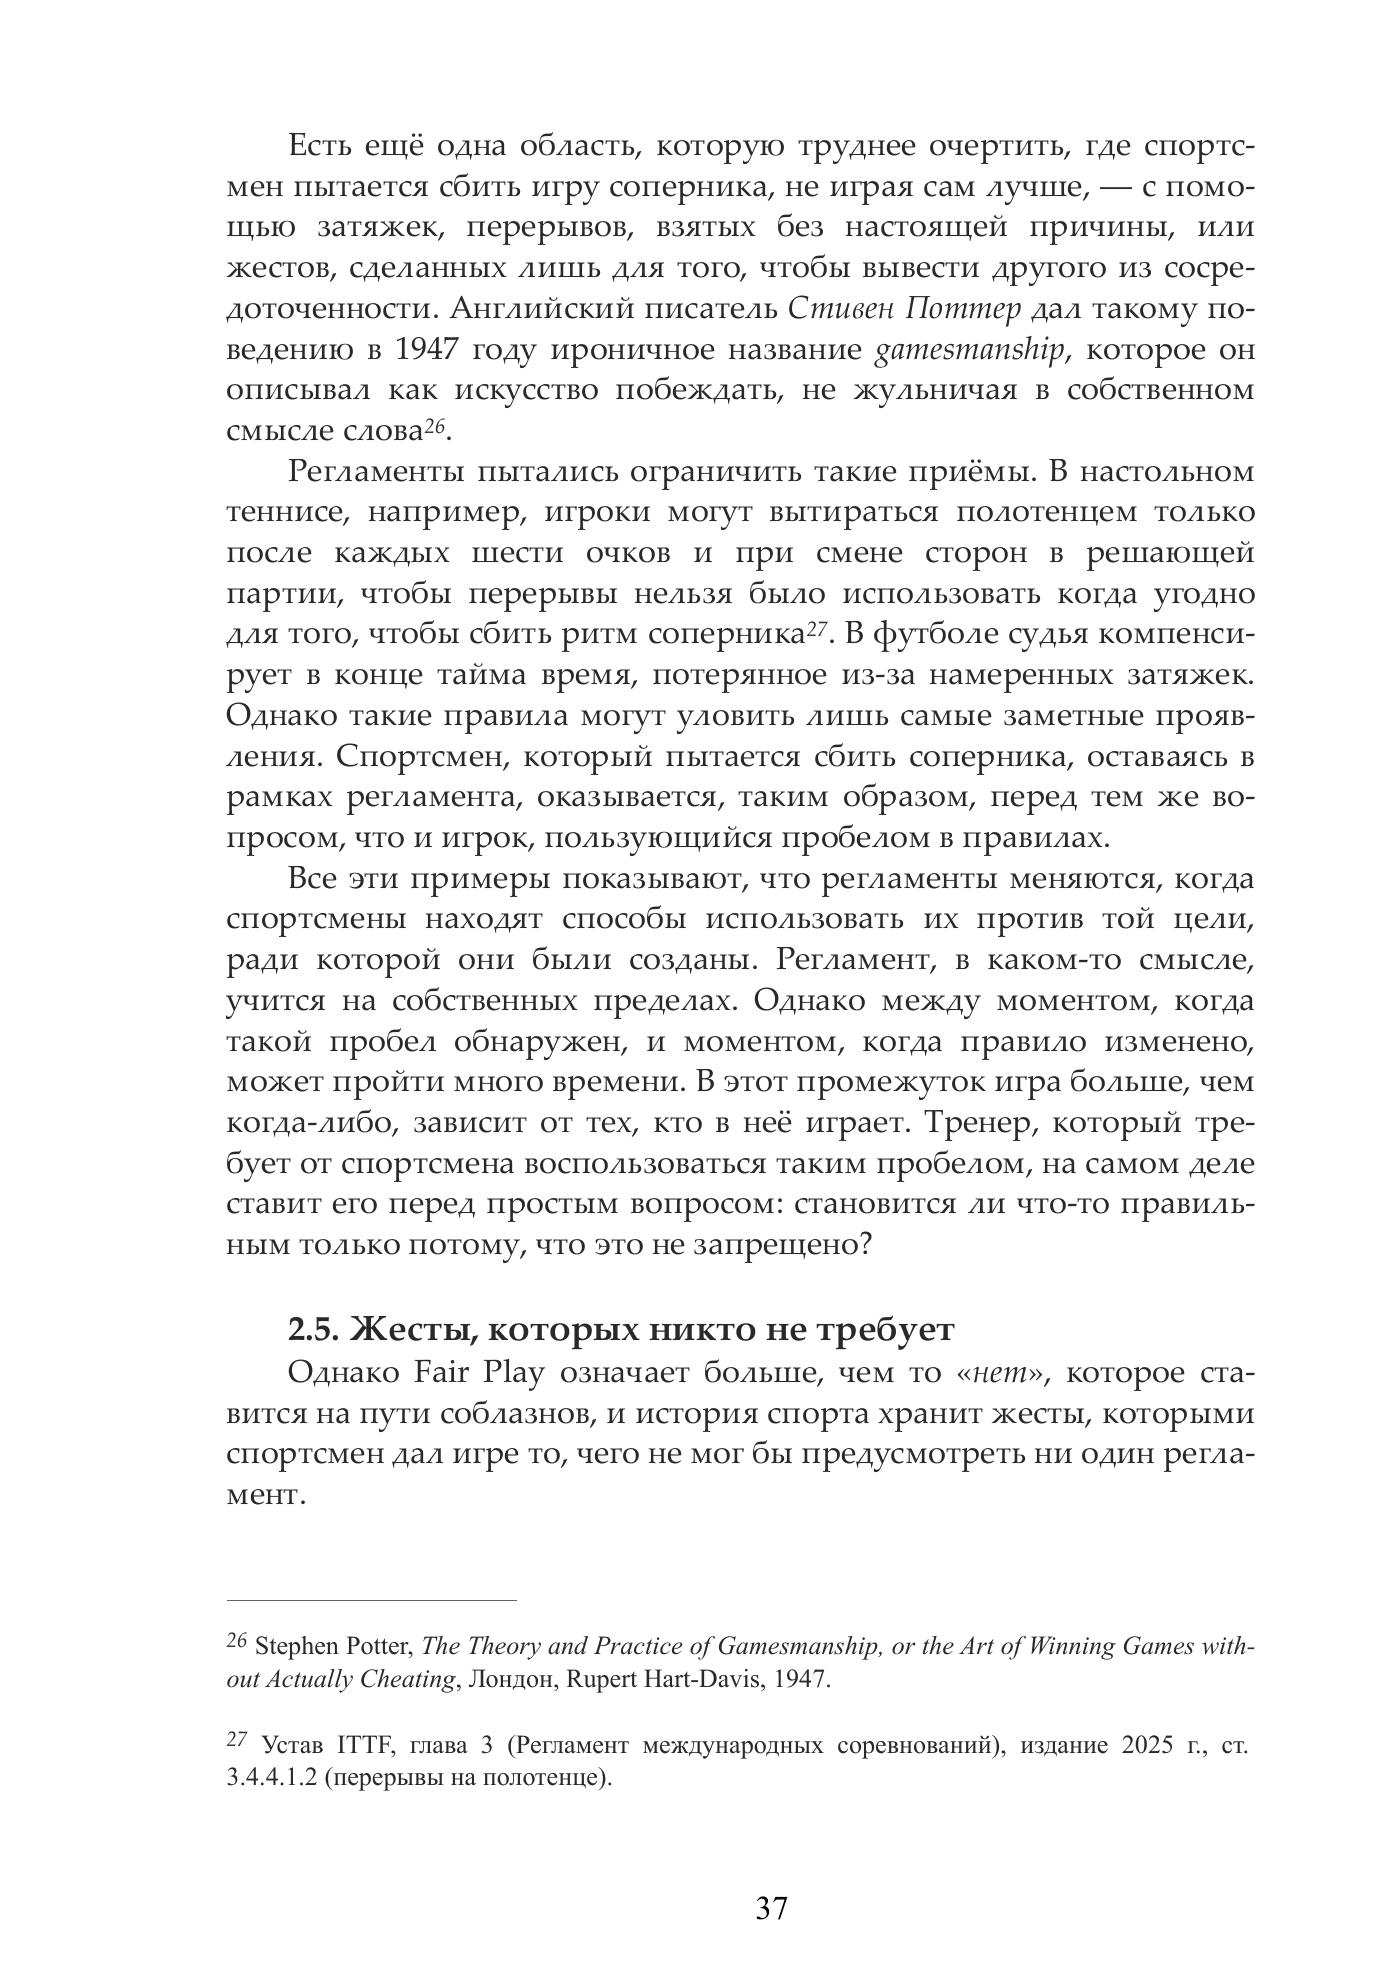 Есть ещё одна область, которую труднее очертить, где спортс-
мен пытается сбить игру соперника, не играя сам лучше, — с помо-
щью затяжек, перерывов, взятых без настоящей причины, или
жестов, сделанных лишь для того, чтобы вывести другого из сосре-
доточенности. Английский писатель Стивен Поттер дал такому по-
ведению в 1947 году ироничное название gamesmanship, которое он
описывал как искусство побеждать, не жульничая в собственном
смысле слова26.
Регламенты пытались ограничить такие приёмы. В настольном
теннисе, например, игроки могут вытираться полотенцем только
после каждых шести очков и при смене сторон в решающей
партии, чтобы перерывы нельзя было использовать когда угодно
для того, чтобы сбить ритм соперника27. В футболе судья компенси-
рует в конце тайма время, потерянное из-за намеренных затяжек.
Однако такие правила могут уловить лишь самые заметные прояв-
ления. Спортсмен, который пытается сбить соперника, оставаясь в
рамках регламента, оказывается, таким образом, перед тем же во-
просом, что и игрок, пользующийся пробелом в правилах.
Все эти примеры показывают, что регламенты меняются, когда
спортсмены находят способы использовать их против той цели,
ради которой они были созданы. Регламент, в каком-то смысле,
учится на собственных пределах. Однако между моментом, когда
такой пробел обнаружен, и моментом, когда правило изменено,
может пройти много времени. В этот промежуток игра больше, чем
когда-либо, зависит от тех, кто в неё играет. Тренер, который тре-
бует от спортсмена воспользоваться таким пробелом, на самом деле
ставит его перед простым вопросом: становится ли что-то правиль-
ным только потому, что это не запрещено?
2.5. Жесты, которых никто не требует
Однако Fair Play означает больше, чем то «нет», которое ста-
вится на пути соблазнов, и история спорта хранит жесты, которыми
спортсмен дал игре то, чего не мог бы предусмотреть ни один регла-
мент.
26 Stephen Potter, The Theory and Practice of Gamesmanship, or the Art of Winning Games with-
out Actually Cheating, Лондон, Rupert Hart-Davis, 1947.
27 Устав ITTF, глава 3 (Регламент международных соревнований), издание 2025 г., ст.
3.4.4.1.2 (перерывы на полотенце).
37